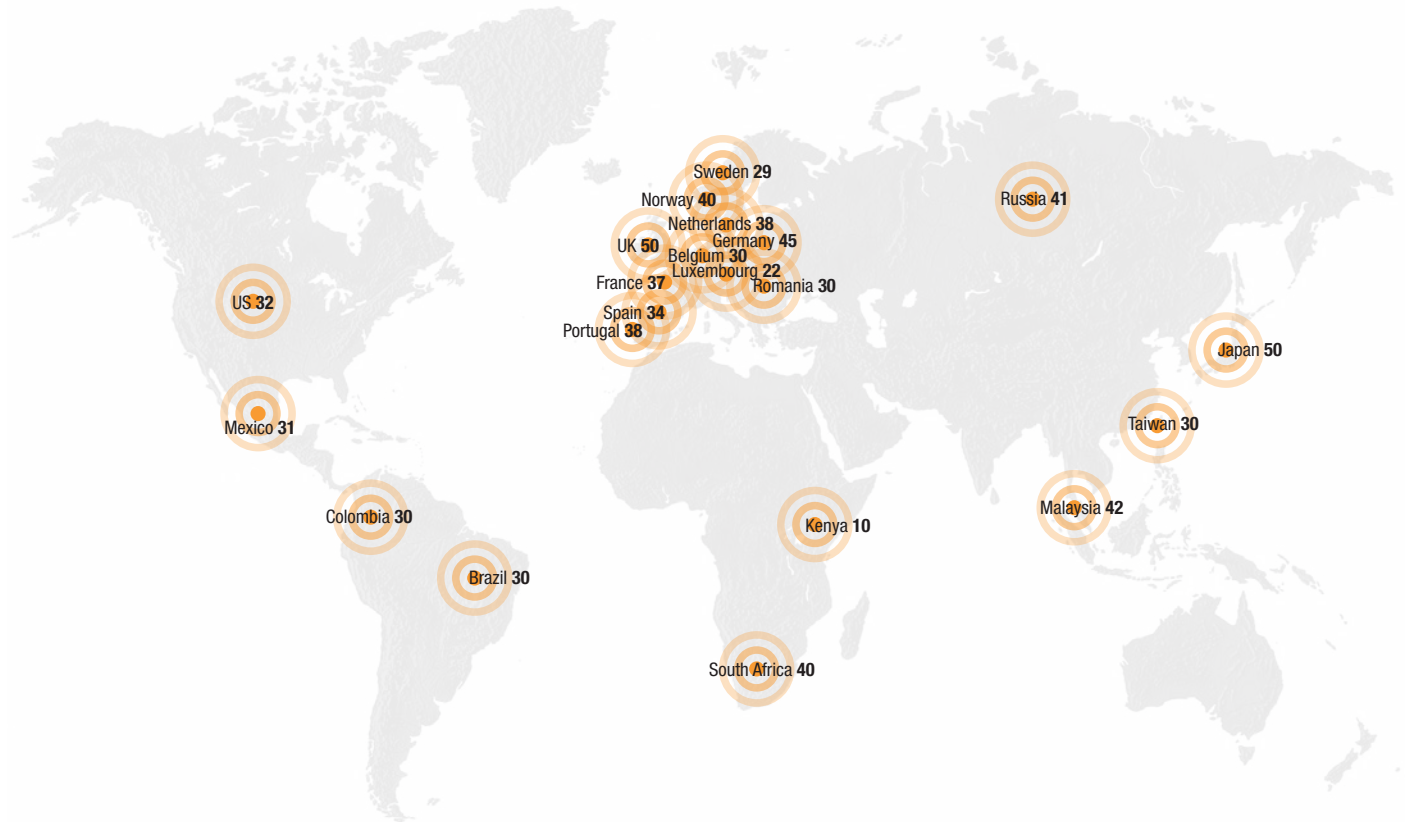 Sweden 29
Norway 40
Russia 41
Netherlands 38
Germany 45
UK 50
Belgium 30
Luxembourg 22
France 37
Romania 30
US 32
Spain 34
Portugal 38
Japan 50
Mexico 31
Taiwan 30
Malaysia 42
Colombia 30
Kenya 10
Brazil 30
South Africa 40